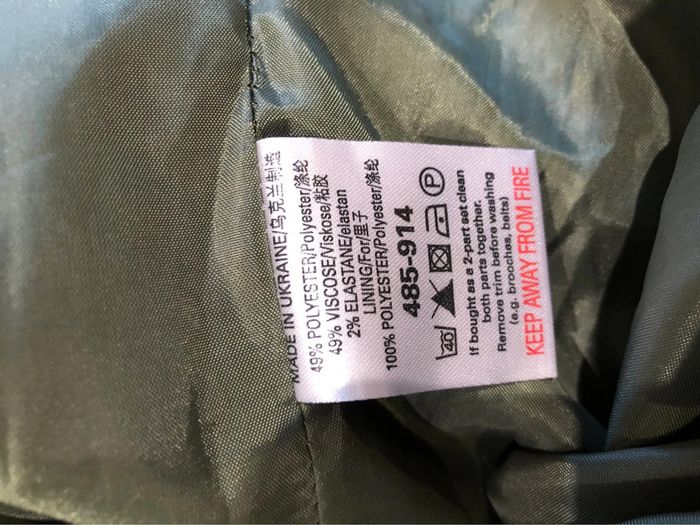 MADE IN UKRAINE/乌克兰制造
49% POLYESTER/Polyester/涤纶
49% VISCOSE/Viskose/粘胶
2% ELASTANE/elastan
LINING/For/里子
100% POLYESTER/Polyester/涤纶
485-914
40 P
If bought as a 2-part set clean
both parts together.
Remove trim before washing
(e.g. brooches, belts)
KEEP AWAY FROM FIRE